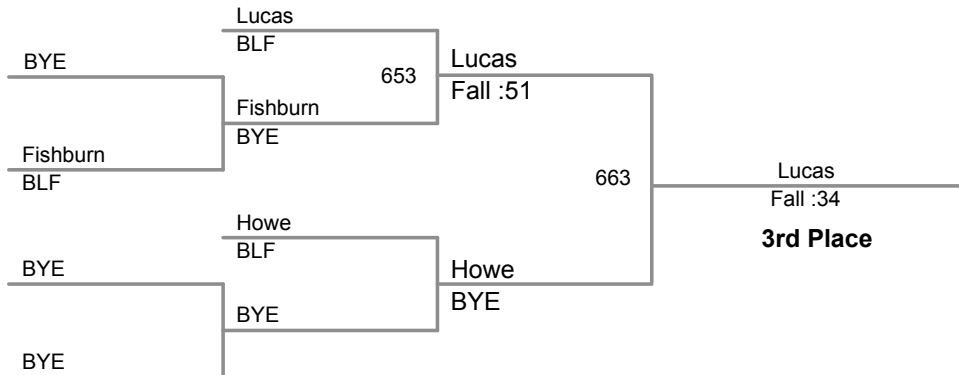 Lucas
BLF
BYE
653
Lucas
Fall :51
Fishburn
BYE
Fishburn
BLF
663
Lucas
Fall :34
3rd Place
Howe
BLF
BYE
Howe
BYE
BYE
BYE